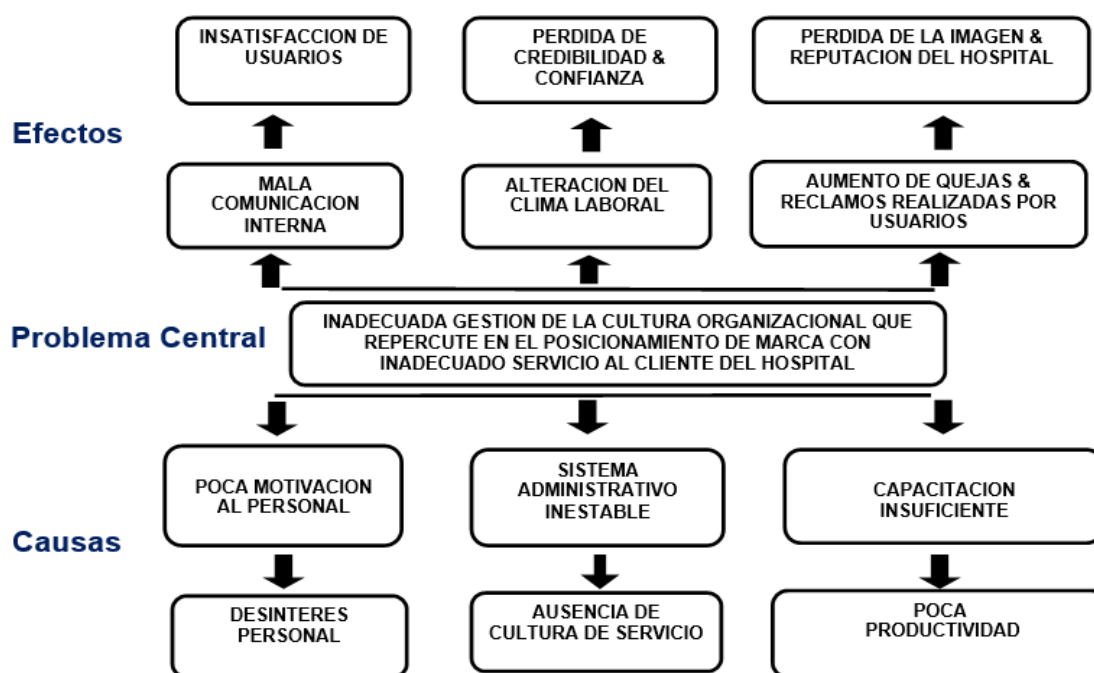 INSATISFACCION DE
USUARIOS
PERDIDA DE
CREDIBILIDAD &
CONFIANZA
PERDIDA DE LA IMAGEN &
REPUTACION DEL HOSPITAL
Efectos
MALA
COMUNICACION
INTERNA
ALTERACION DEL
CLIMA LABORAL
AUMENTO DE QUEJAS &
RECLAMOS REALIZADAS POR
USUARIOS
Problema Central
INADECUADA GESTION DE LA CULTURA ORGANIZACIONAL QUE
REPERCUTE EN EL POSICIONAMIENTO DE MARCA CON
INADECUADO SERVICIO AL CLIENTE DEL HOSPITAL
POCA MOTIVACION
AL PERSONAL
SISTEMA
ADMINISTRATIVO
INESTABLE
CAPACITACION
INSUFICIENTE
Causas
DESINTERES
PERSONAL
AUSENCIA DE
CULTURA DE SERVICIO
POCA
PRODUCTIVIDAD